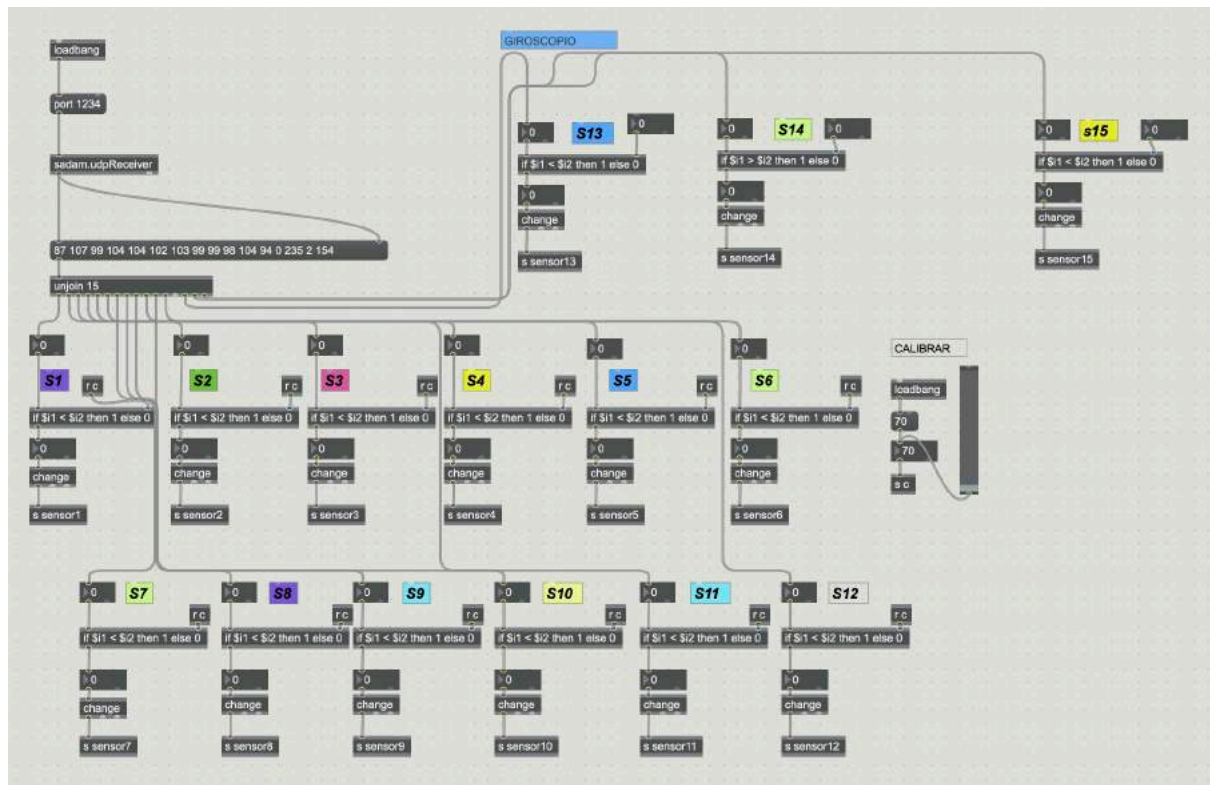 loadbang
port 1234
sadam.udpReceiver
87 107 99 104 104 102 103 99 99 98 104 94 0 235 2 154
unjoin 15
GIROSCOPIO
0
S13
0
if $i1 < $i2 then 1 else 0
0
change
s sensor13
0
S14
0
if $i1 > $i2 then 1 else 0
0
change
s sensor14
0
s15
0
if $i1 < $i2 then 1 else 0
0
change
s sensor15
0
S1
r c
if $i1 < $i2 then 1 else 0
0
change
s sensor1
0
S2
r c
if $i1 < $i2 then 1 else 0
0
change
s sensor2
0
S3
r c
if $i1 < $i2 then 1 else 0
0
change
s sensor3
0
S4
r c
if $i1 < $i2 then 1 else 0
0
change
s sensor4
0
S5
r c
if $i1 < $i2 then 1 else 0
0
change
s sensor5
0
S6
r c
if $i1 < $i2 then 1 else 0
0
change
s sensor6
CALIBRAR
loadbang
70
70
s c
0
S7
r c
if $i1 < $i2 then 1 else 0
0
change
s sensor7
0
S8
r c
if $i1 < $i2 then 1 else 0
0
change
s sensor8
0
S9
r c
if $i1 < $i2 then 1 else 0
0
change
s sensor9
0
S10
r c
if $i1 < $i2 then 1 else 0
0
change
s sensor10
0
S11
r c
if $i1 < $i2 then 1 else 0
0
change
s sensor11
0
S12
r c
if $i1 < $i2 then 1 else 0
0
change
s sensor12